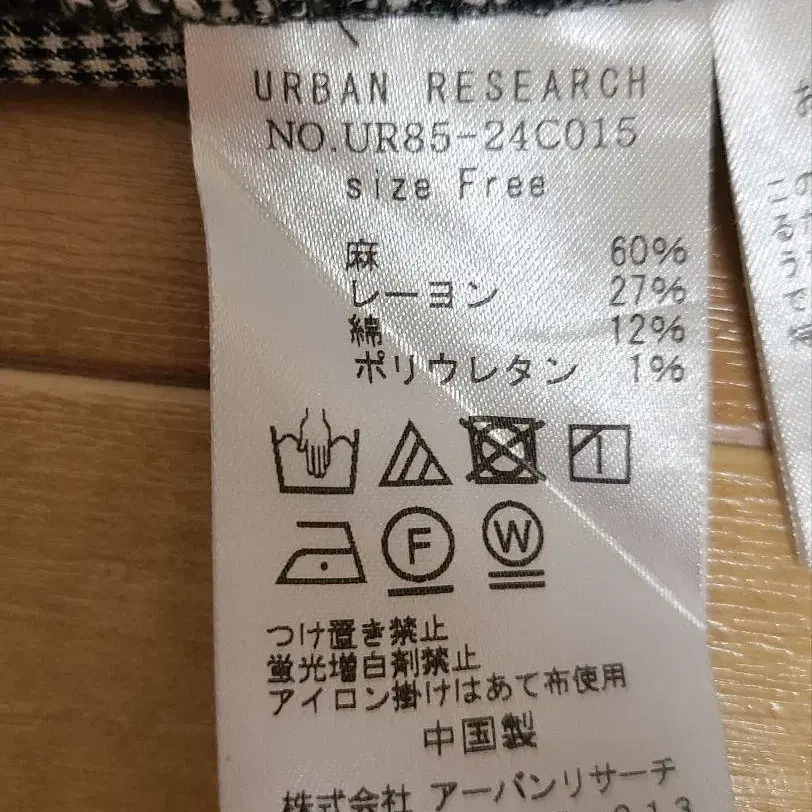 URBAN RESEARCH
NO.UR85-24C015
size Free
麻 60%
レーヨン 27%
綿 12%
ポリウレタン 1%
F W
つけ置き禁止
蛍光増白剤禁止
アイロン掛けはあて布使用
中国製
株式会社 アーバンリサーチ